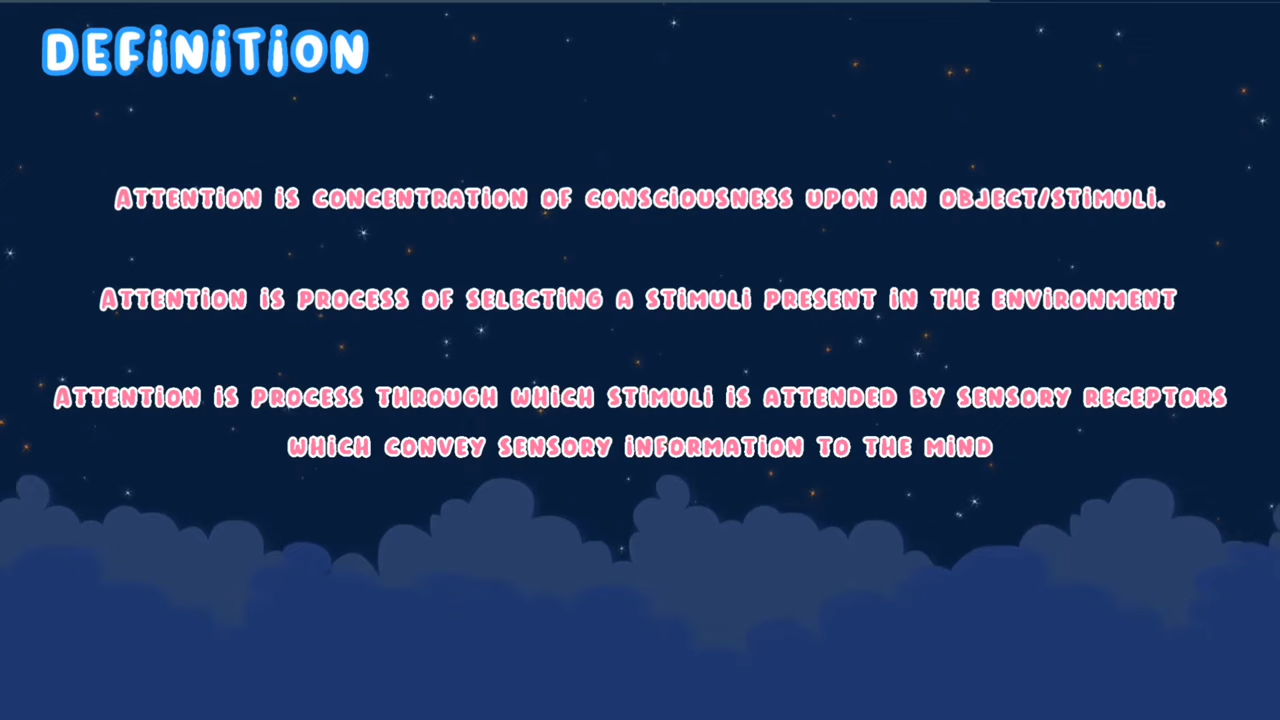 DEFINITION
ATTENTION IS CONCENTRATION OF CONSCIOUSNESS UPON AN OBJECT/STIMULI.
ATTENTION IS PROCESS OF SELECTING A STIMULI PRESENT IN THE ENVIRONMENT
ATTENTION IS PROCESS THROUGH WHICH STIMULI IS ATTENDED BY SENSORY RECEPTORS
WHICH CONVEY SENSORY INFORMATION TO THE MIND